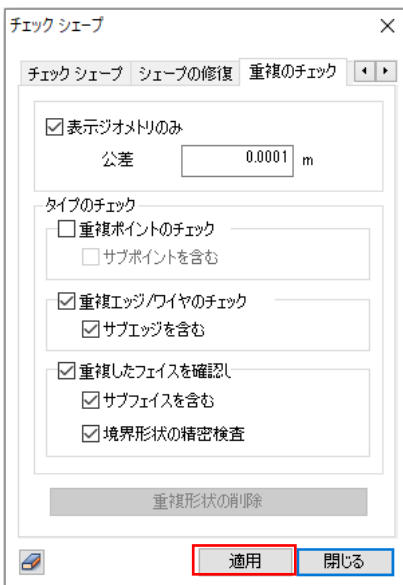 チェック シェープ
チェック シェープ シェープの修復 重複のチェック
表示ジオメトリのみ
公差 0.0001 m
タイプのチェック
重複ポイントのチェック
サブポイントを含む
重複エッジ/ワイヤのチェック
サブエッジを含む
重複したフェイスを確認し
サブフェイスを含む
境界形状の精密検査
重複形状の削除
適用 閉じる